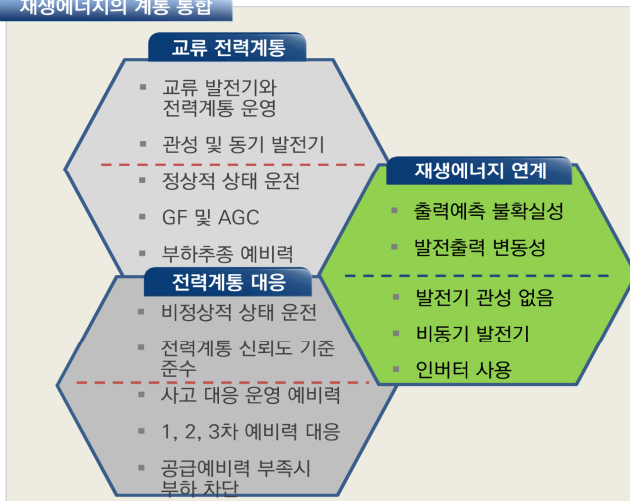 재생에너지의 계통 통합
교류 전력계통
▪ 교류 발전기와
전력계통 운영
▪ 관성 및 동기 발전기
▪ 정상적 상태 운전
▪ GF 및 AGC
▪ 부하추종 예비력
전력계통 대응
▪ 비정상적 상태 운전
▪ 전력계통 신뢰도 기준
준수
▪ 사고 대응 운영 예비력
▪ 1, 2, 3차 예비력 대응
▪ 공급예비력 부족시
부하 차단
재생에너지 연계
▪ 출력예측 불확실성
▪ 발전출력 변동성
▪ 발전기 관성 없음
▪ 비동기 발전기
▪ 인버터 사용